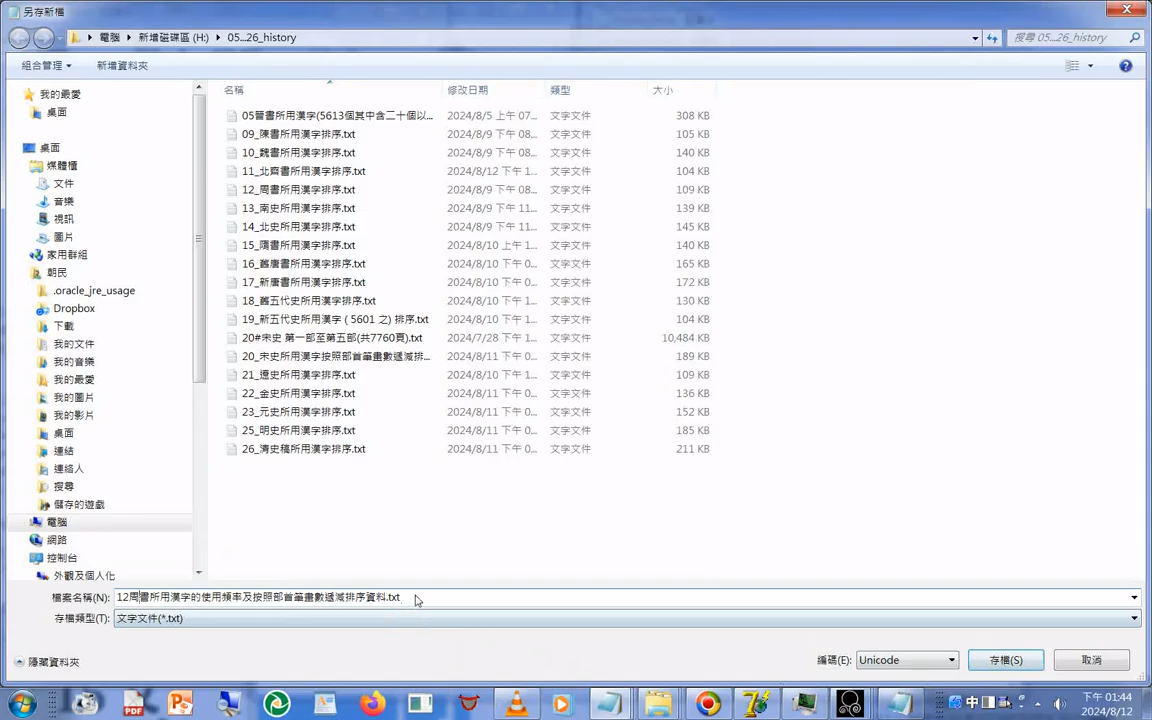 另存新檔
電腦 ▶ 新增磁碟區 (H:) ▶ 05...26_history
搜尋 05...26_history
組合管理 新增資料夾
名稱 修改日期 類型 大小
我的最愛
桌面
桌面
媒體櫃
文件
音樂
視訊
圖片
家用群組
朝民
.oracle_jre_usage
Dropbox
下載
我的文件
我的音樂
我的最愛
我的圖片
我的影片
桌面
連結
連絡人
搜尋
儲存的遊戲
電腦
網路
控制台
外觀及個人化
05晉書所用漢字(5613個其中含二十個以... 2024/8/5 上午 07... 文字文件 308 KB
09_陳書所用漢字排序.txt 2024/8/9 下午 08... 文字文件 105 KB
10_魏書所用漢字排序.txt 2024/8/9 下午 08... 文字文件 140 KB
11_北齋書所用漢字排序.txt 2024/8/12 下午 1... 文字文件 104 KB
12_周書所用漢字排序.txt 2024/8/9 下午 08... 文字文件 109 KB
13_南史所用漢字排序.txt 2024/8/9 下午 11... 文字文件 139 KB
14_北史所用漢字排序.txt 2024/8/9 下午 11... 文字文件 145 KB
15_隋書所用漢字排序.txt 2024/8/10 上午 1... 文字文件 140 KB
16_舊唐書所用漢字排序.txt 2024/8/10 下午 0... 文字文件 165 KB
17_新唐書所用漢字排序.txt 2024/8/10 下午 0... 文字文件 172 KB
18_舊五代史所用漢字排序.txt 2024/8/10 下午 1... 文字文件 130 KB
19_新五代史所用漢字 ( 5601 之) 排序.txt 2024/8/10 下午 1... 文字文件 104 KB
20#宋史 第一部至第五部(共7760頁).txt 2024/7/28 下午 1... 文字文件 10,484 KB
20_宋史所用漢字按照部首筆畫數遞減排... 2024/8/11 下午 0... 文字文件 189 KB
21_遼史所用漢字排序.txt 2024/8/10 下午 1... 文字文件 109 KB
22_金史所用漢字排序.txt 2024/8/11 下午 0... 文字文件 136 KB
23_元史所用漢字排序.txt 2024/8/11 下午 0... 文字文件 152 KB
25_明史所用漢字排序.txt 2024/8/11 下午 0... 文字文件 185 KB
26_清史稿所用漢字排序.txt 2024/8/11 下午 0... 文字文件 211 KB
檔案名稱(N): 12周書所用漢字的使用頻率及按照部首筆畫數遞減排序資料.txt
存檔類型(T): 文字文件(*.txt)
隱藏資料夾 編碼(E): Unicode 存檔(S) 取消
PDF 中 下午 01:44
2024/8/12